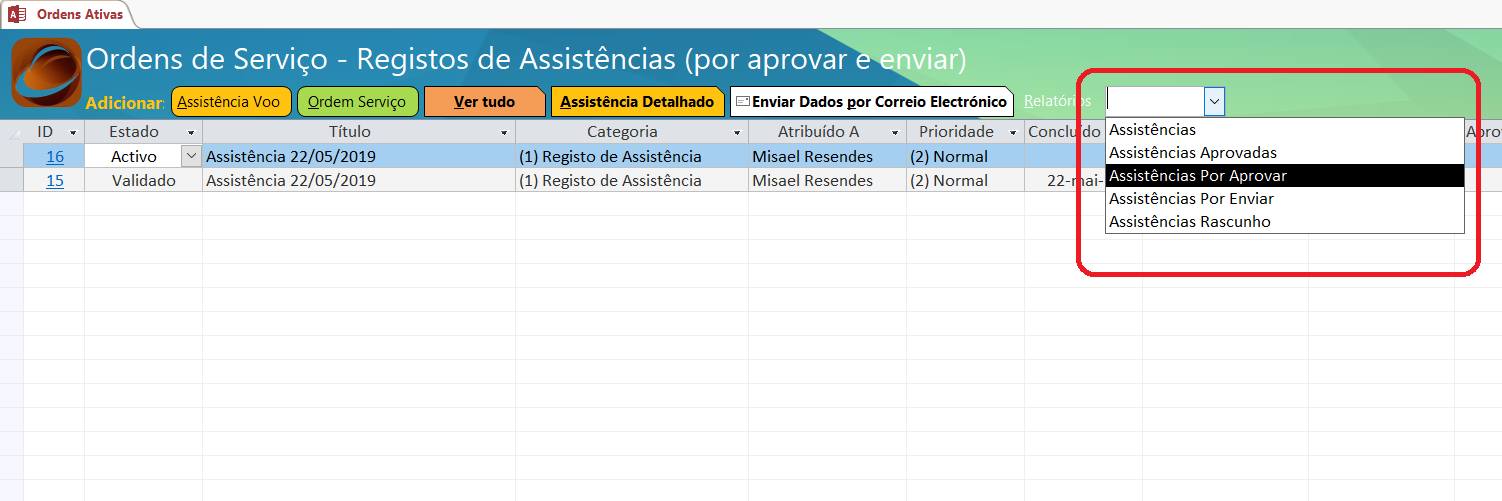 Ordens Ativas
Ordens de Serviço - Registos de Assistências (por aprovar e enviar)
Adicionar: Assistência Voo Ordem Serviço Ver tudo Assistência Detalhado Enviar Dados por Correio Electrónico Relatórios
ID Estado Título Categoria Atribuído A Prioridade Concluído Apro
16 Activo Assistência 22/05/2019 (1) Registo de Assistência Misael Resendes (2) Normal
15 Validado Assistência 22/05/2019 (1) Registo de Assistência Misael Resendes (2) Normal 22-mai-
Assistências
Assistências Aprovadas
Assistências Por Aprovar
Assistências Por Enviar
Assistências Rascunho